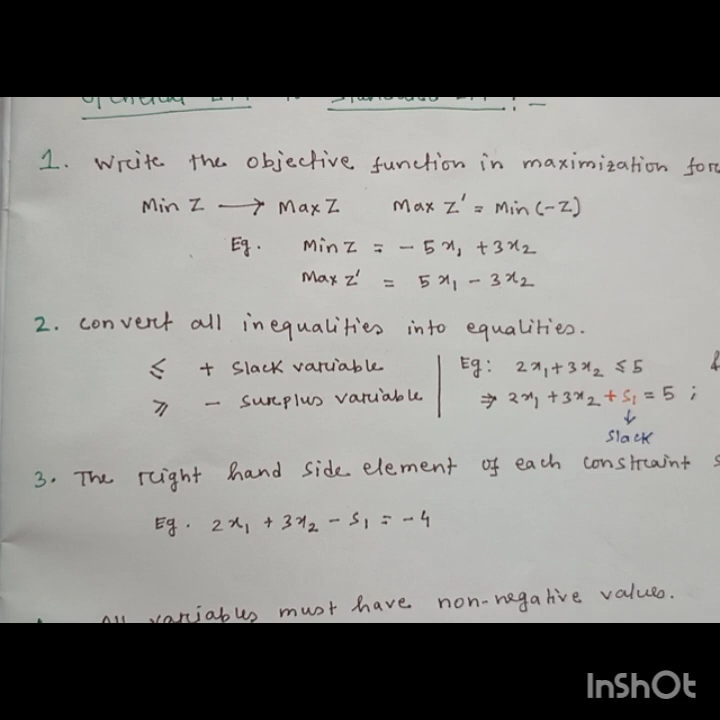 1. Write the objective function in maximization for
Min Z → Max Z Max Z' = Min (-Z)
Eg. Min Z = - 5x₁ + 3x₂
Max Z' = 5x₁ - 3x₂
2. Convert all inequalities into equalities.
≤ + Slack variable
≥ - Surplus variable
Eg: 2x₁ + 3x₂ ≤ 5
⇒ 2x₁ + 3x₂ + S₁ = 5 ;
↓
Slack
3. The right hand side element of each constraint s
Eg. 2x₁ + 3x₂ - S₁ = -4
All variables must have non-negative values.
InShOt